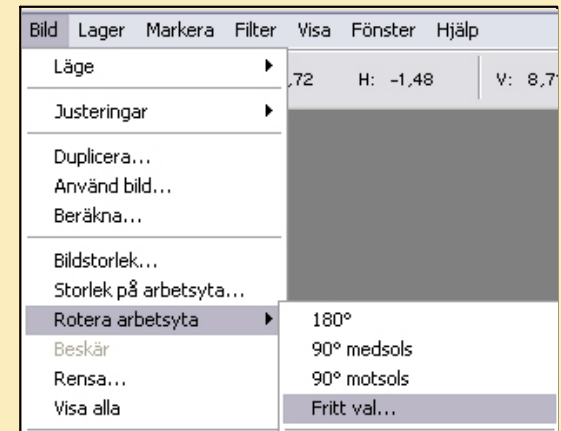 Bild Lager Markera Filter Visa Fönster Hjälp
Läge
,72 H: -1,48 V: 8,7
Justeringar
Duplicera...
Använd bild...
Beräkna...
Bildstorlek...
Storlek på arbetsyta...
Rotera arbetsyta
180°
Beskär
90° medsols
Rensa...
90° motsols
Visa alla
Fritt val...